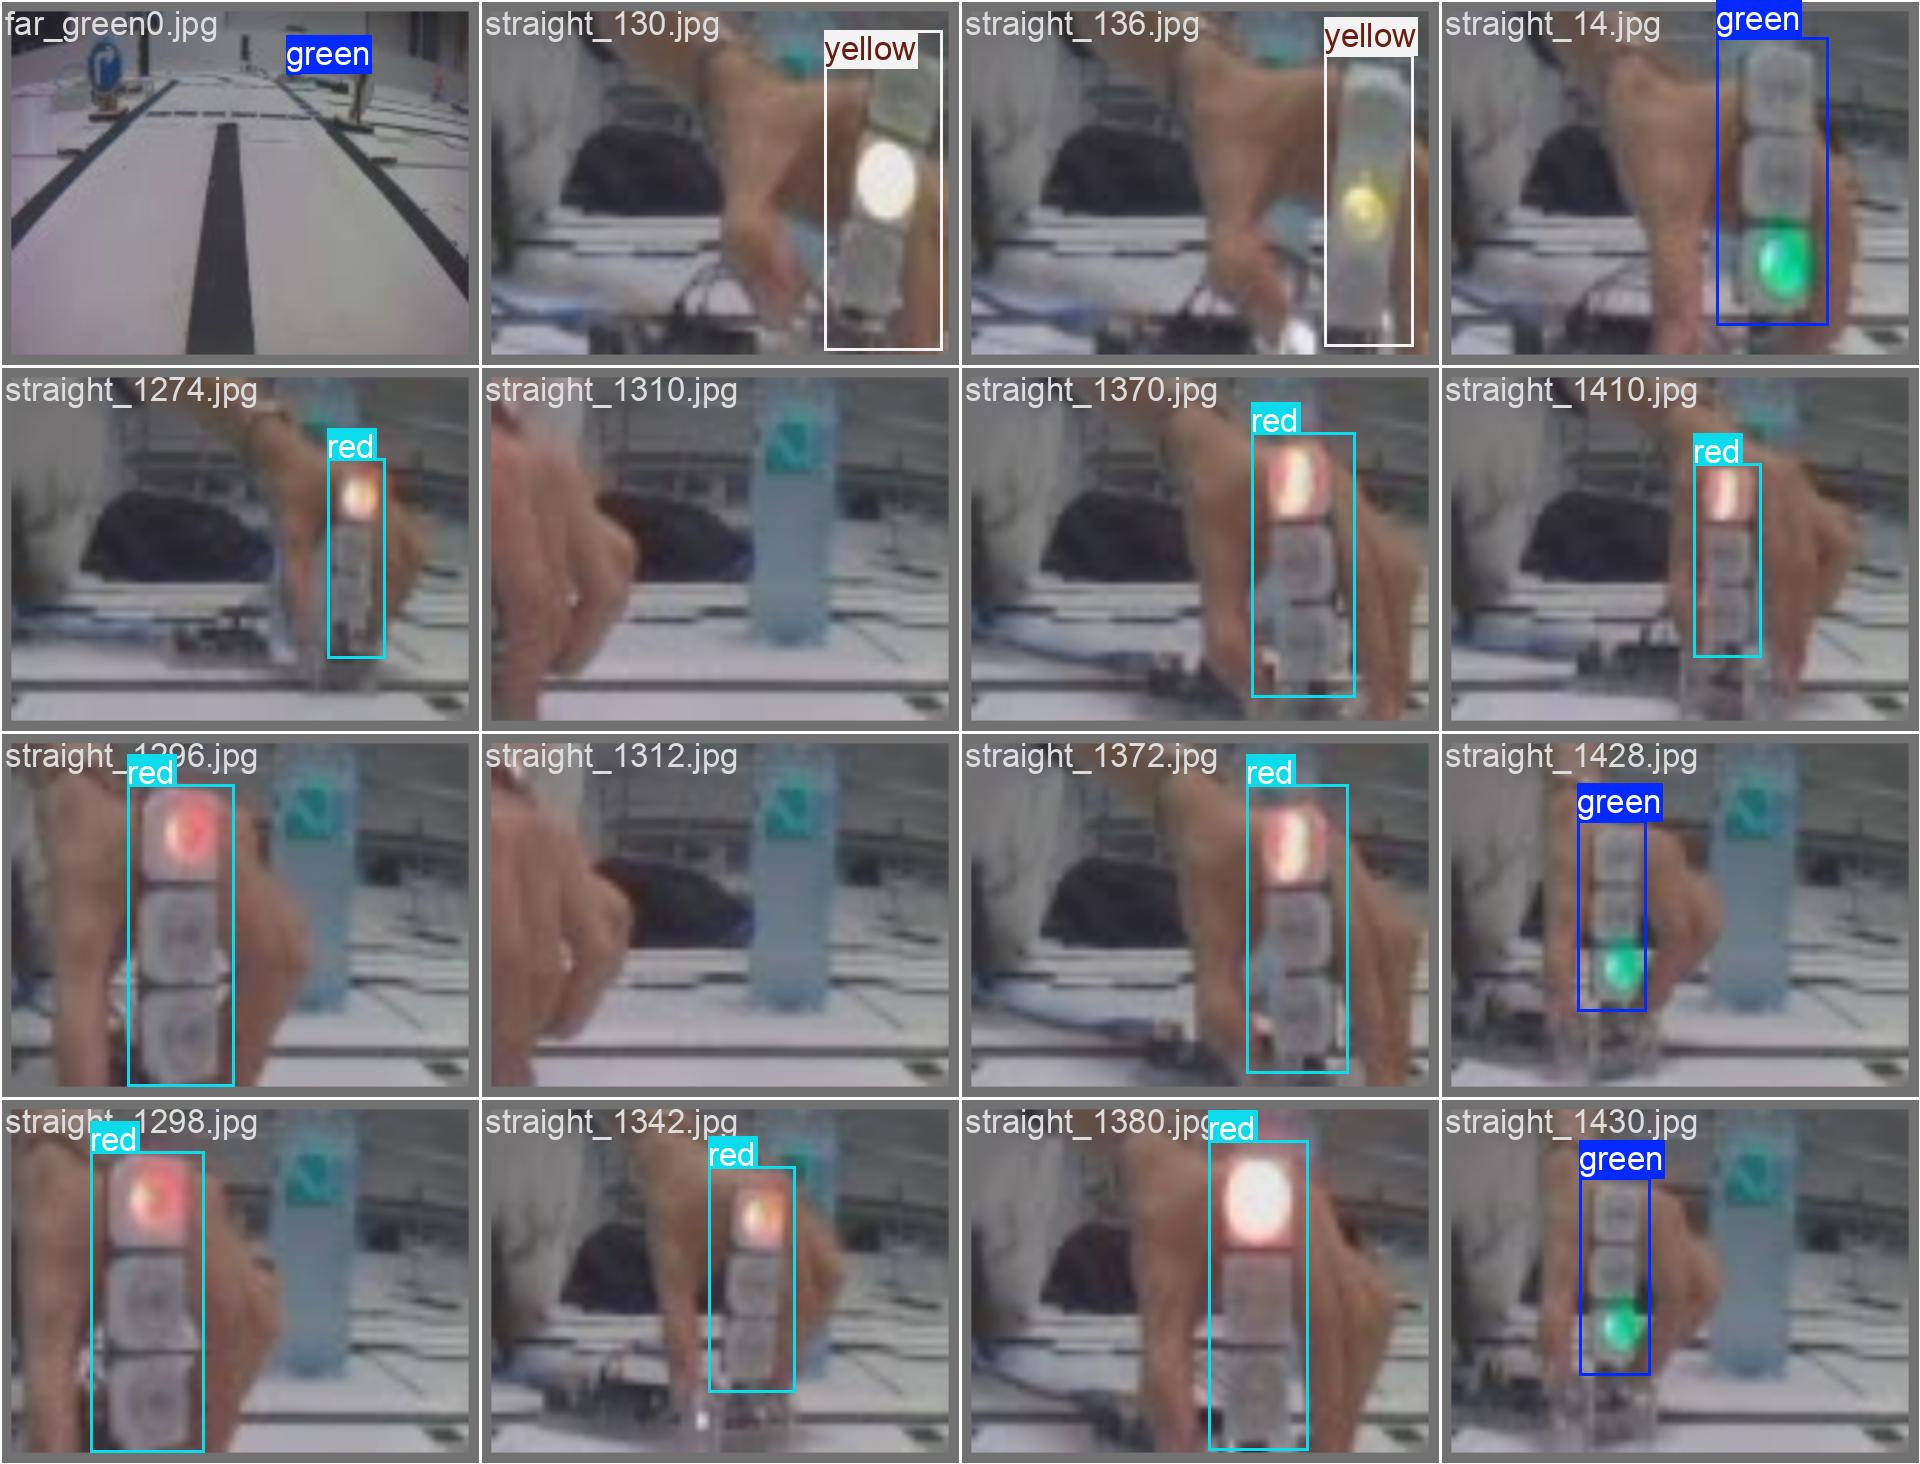 far_green0.jpg
green
straight_130.jpg
yellow
straight_136.jpg
yellow
straight_14.jpg
green
straight_1274.jpg
red
straight_1310.jpg
straight_1370.jpg
red
straight_1410.jpg
red
straight_1296.jpg
red
straight_1312.jpg
straight_1372.jpg
red
straight_1428.jpg
green
straight_1298.jpg
red
straight_1342.jpg
red
straight_1380.jpg
red
straight_1430.jpg
green